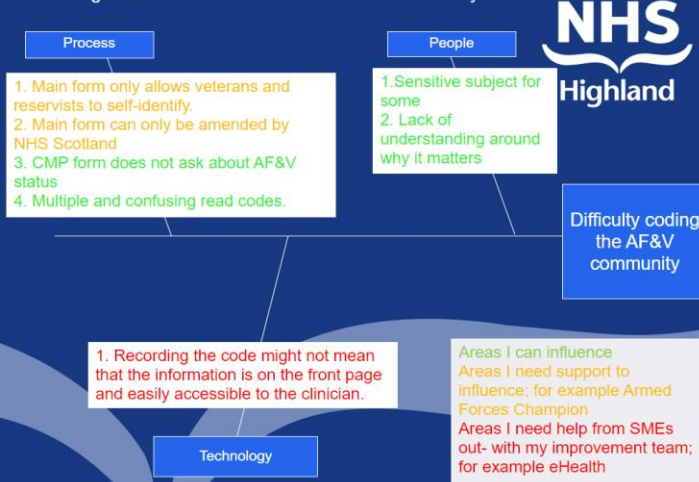 Process
People
NHS
Highland
1. Main form only allows veterans and
reservists to self-identify.
2. Main form can only be amended by
NHS Scotland
3. CMP form does not ask about AF&V
status
4. Multiple and confusing read codes.
1.Sensitive subject for
some
2. Lack of
understanding around
why it matters
Difficulty coding
the AF&V
community
1. Recording the code might not mean
that the information is on the front page
and easily accessible to the clinician.
Technology
Areas I can influence
Areas I need support to
influence; for example Armed
Forces Champion
Areas I need help from SMEs
out- with my improvement team;
for example eHealth